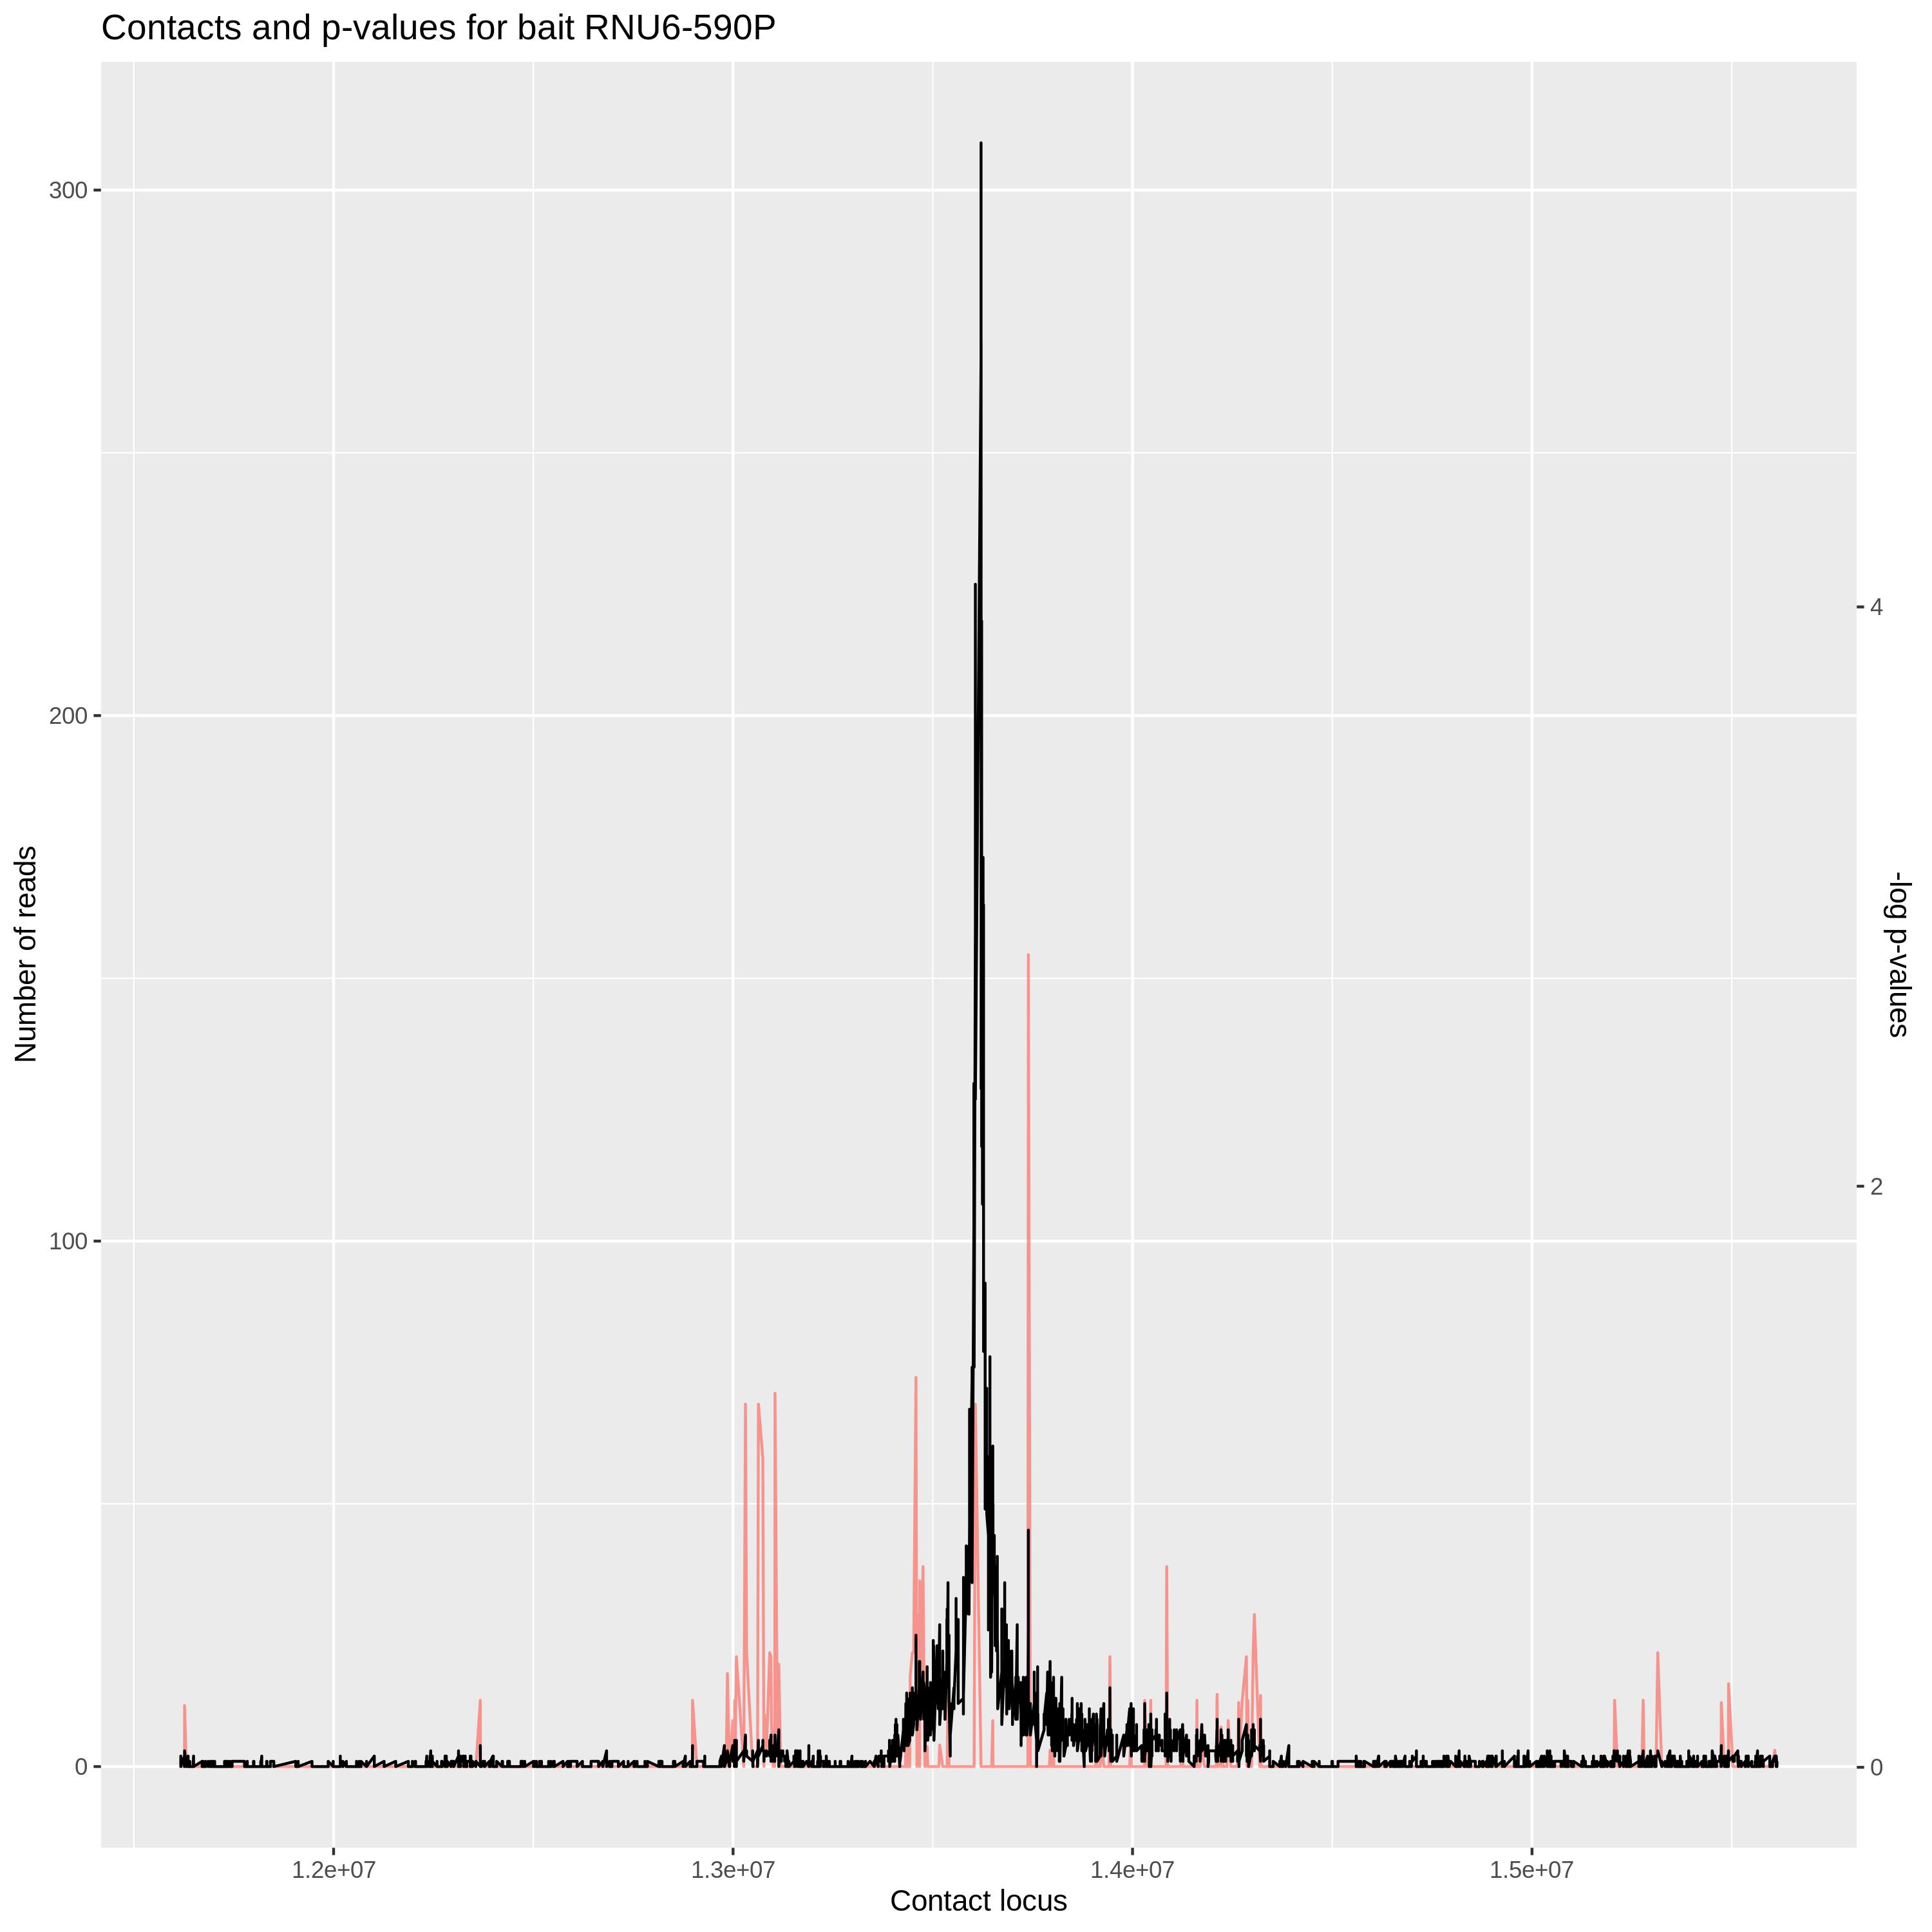 Contacts and p-values for bait RNU6-590P
300
200
100
0
Number of reads
4
2
0
-log p-values
1.2e+07
1.3e+07
1.4e+07
1.5e+07
Contact locus